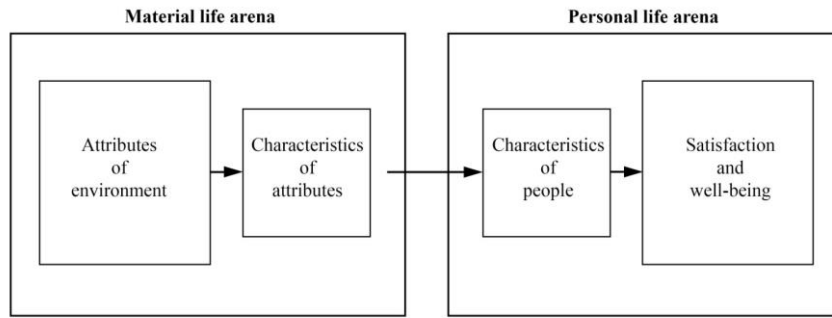 Material life arena
Personal life arena
Attributes
of
environment
Characteristics
of
attributes
Characteristics
of
people
Satisfaction
and
well-being